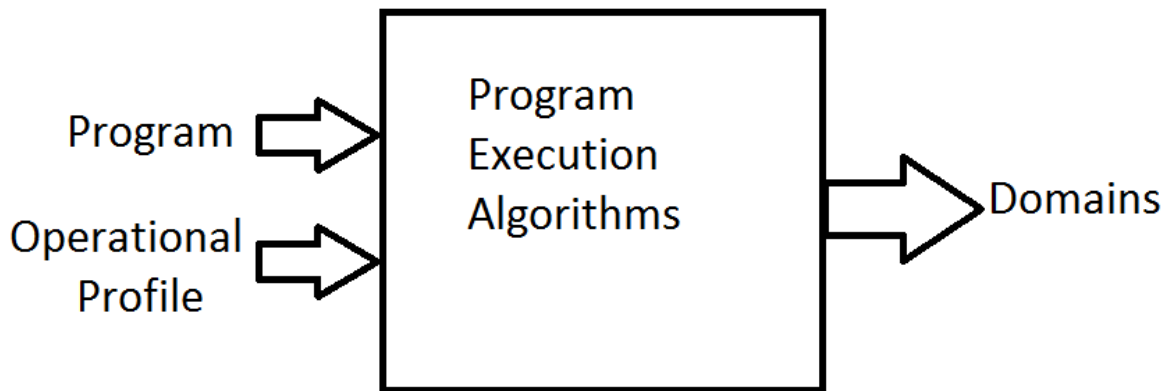 Program
Operational
Profile
Program
Execution
Algorithms
Domains